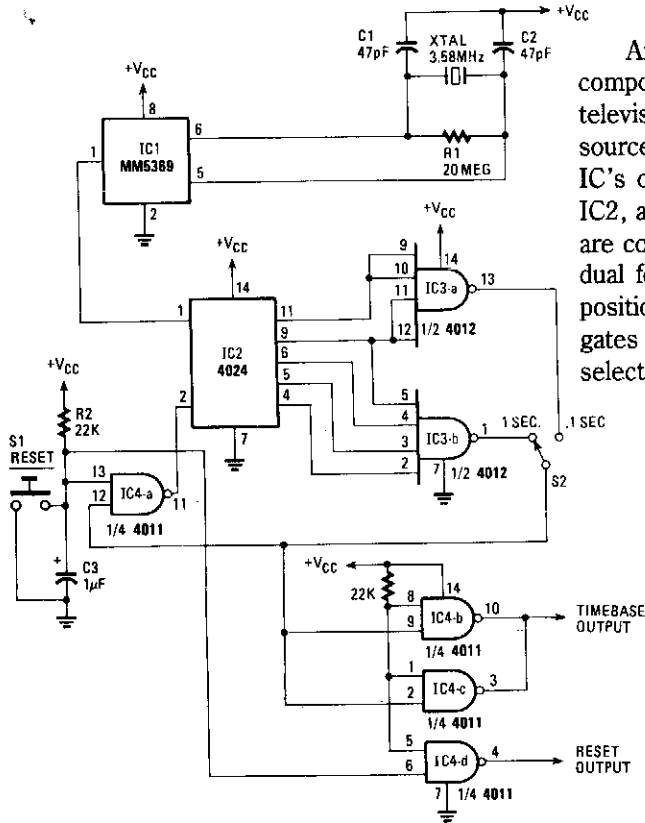 +VCC
C1
47pF
XTAL
3.58MHz
C2
47pF
+VCC
8
1
IC1
MM5369
6
5
2
R1
20 MEG
+VCC
14
1
IC2
4024
11
9
6
5
4
2
7
+VCC
9
10
11
12
14
IC3-a
13
1/2 4012
5
4
3
2
IC3-b
1
7
1/2 4012
1 SEC.
.1 SEC
S2
+VCC
R2
22K
S1
RESET
13
12
IC4-a
11
1/4 4011
+
C3
1µF
+VCC
22K
14
8
9
IC4-b
10
1/4 4011
TIMEBASE
OUTPUT
1
2
IC4-c
3
1/4 4011
5
6
IC4-d
4
7
1/4 4011
RESET
OUTPUT
compo
televis
source
IC's o
IC2, a
are co
dual fo
position
gates
select